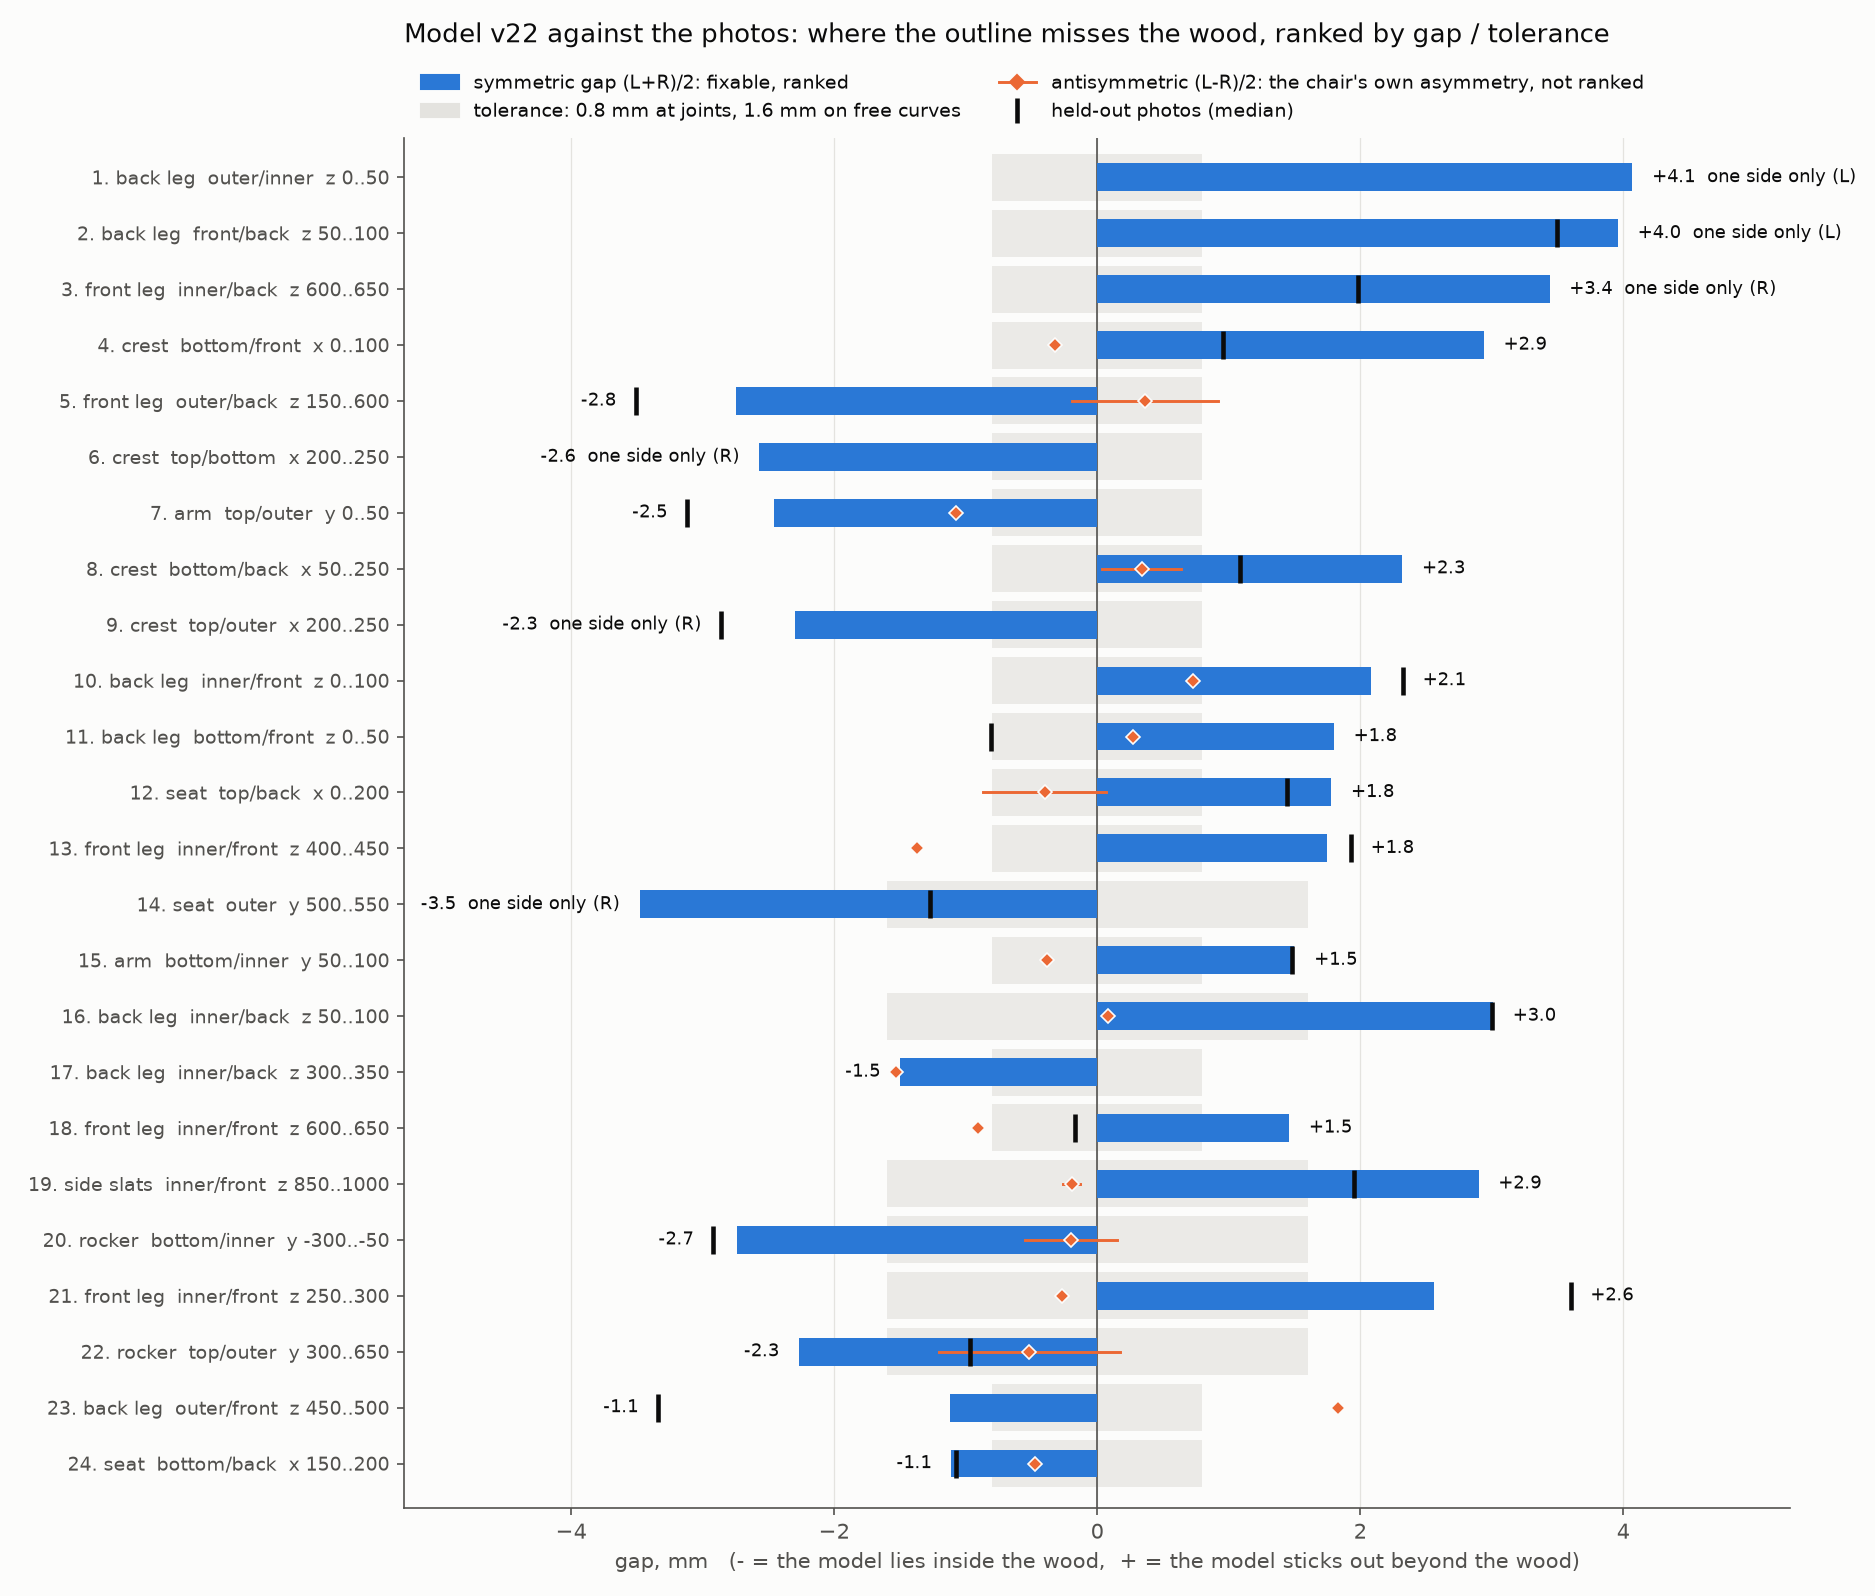 Model v22 against the photos: where the outline misses the wood, ranked by gap / tolerance
symmetric gap (L+R)/2: fixable, ranked
antisymmetric (L-R)/2: the chair's own asymmetry, not ranked
tolerance: 0.8 mm at joints, 1.6 mm on free curves
held-out photos (median)
1. back leg  outer/inner  z 0..50
+4.1  one side only (L)
2. back leg  front/back  z 50..100
+4.0  one side only (L)
3. front leg  inner/back  z 600..650
+3.4  one side only (R)
4. crest  bottom/front  x 0..100
+2.9
5. front leg  outer/back  z 150..600
-2.8
6. crest  top/bottom  x 200..250
-2.6  one side only (R)
7. arm  top/outer  y 0..50
-2.5
8. crest  bottom/back  x 50..250
+2.3
9. crest  top/outer  x 200..250
-2.3  one side only (R)
10. back leg  inner/front  z 0..100
+2.1
11. back leg  bottom/front  z 0..50
+1.8
12. seat  top/back  x 0..200
+1.8
13. front leg  inner/front  z 400..450
+1.8
14. seat  outer  y 500..550
-3.5  one side only (R)
15. arm  bottom/inner  y 50..100
+1.5
16. back leg  inner/back  z 50..100
+3.0
17. back leg  inner/back  z 300..350
-1.5
18. front leg  inner/front  z 600..650
+1.5
19. side slats  inner/front  z 850..1000
+2.9
20. rocker  bottom/inner  y -300..-50
-2.7
21. front leg  inner/front  z 250..300
+2.6
22. rocker  top/outer  y 300..650
-2.3
23. back leg  outer/front  z 450..500
-1.1
24. seat  bottom/back  x 150..200
-1.1
−4 −2 0 2 4
gap, mm   (- = the model lies inside the wood,  + = the model sticks out beyond the wood)